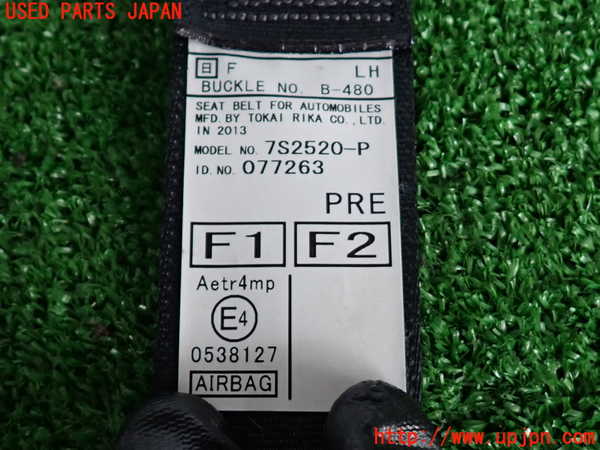 USED PARTS JAPAN
日 F LH
BUCKLE NO. B-480
SEAT BELT FOR AUTOMOBILES
MFD. BY TOKAI RIKA CO., LTD.
IN 2013
MODEL NO. 7S2520-P
ID. NO. 077263
PRE
F1 F2
Aetr4mp
E4
0538127
AIRBAG
http://www.upjpn.com